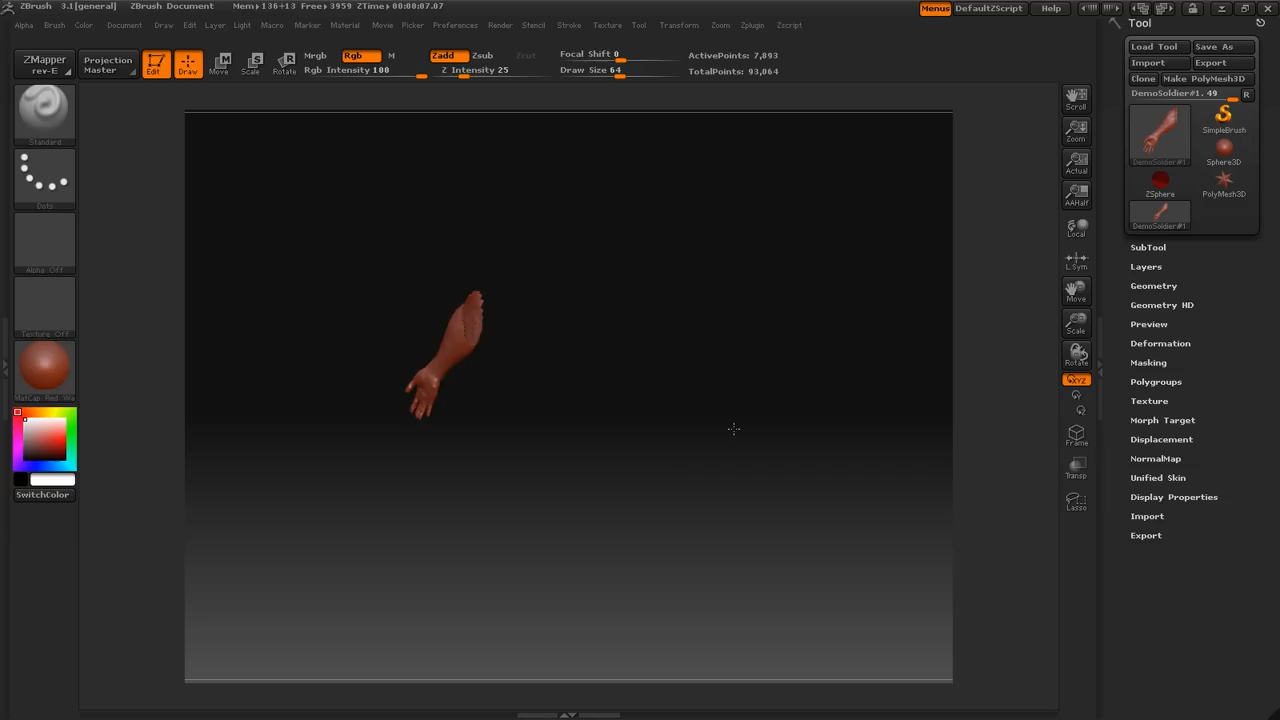 ZBrush 3.1[general] ZBrush Document Mem▸136+13 Free▸3959 ZTime▸00:00:07.07 Menus DefaultZScript Help
Alpha Brush Color Document Draw Edit Layer Light Macro Marker Material Movie Picker Preferences Render Stencil Stroke Texture Tool Transform Zoom Zplugin Zscript
Tool
ZMapper
rev-E
Projection
Master
Edit Draw Move Scale Rotate
Mrgb Rgb M
Rgb Intensity 100
Zadd Zsub Zcut
Z Intensity 25
Focal Shift 0
Draw Size 64
ActivePoints: 7,893
TotalPoints: 93,064
Load Tool Save As
Import Export
Clone Make PolyMesh3D
DemoSoldier#1. 49 R
DemoSoldier#1
SimpleBrush
Sphere3D
ZSphere PolyMesh3D
DemoSoldier#1
SubTool
Layers
Geometry
Geometry HD
Preview
Deformation
Masking
Polygroups
Texture
Morph Target
Displacement
NormalMap
Unified Skin
Display Properties
Import
Export
Standard
Dots
Alpha Off
Texture Off
MatCap Red Wa
SwitchColor
Scroll
Zoom
Actual
AAHalf
Local
L.Sym
Move
Scale
Rotate
XYZ
Y
Z
Frame
Transp
Lasso